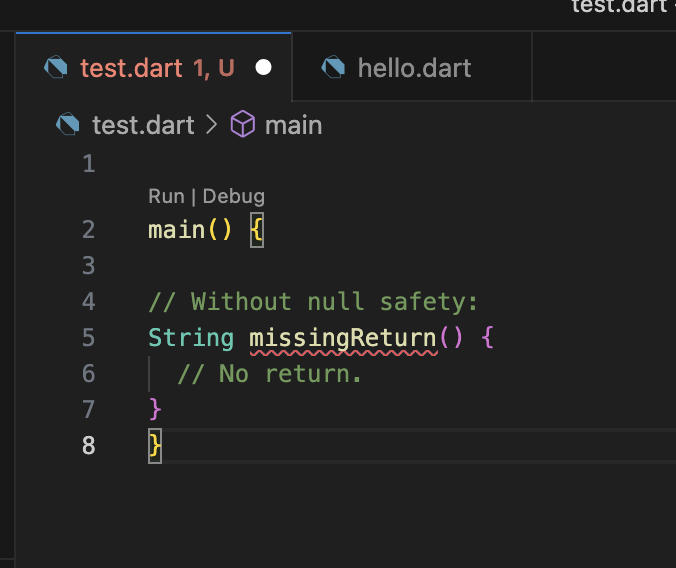 test.dart
test.dart 1, U hello.dart
test.dart > main
1
Run | Debug
2 main() {
3
4 // Without null safety:
5 String missingReturn() {
6 // No return.
7 }
8 }